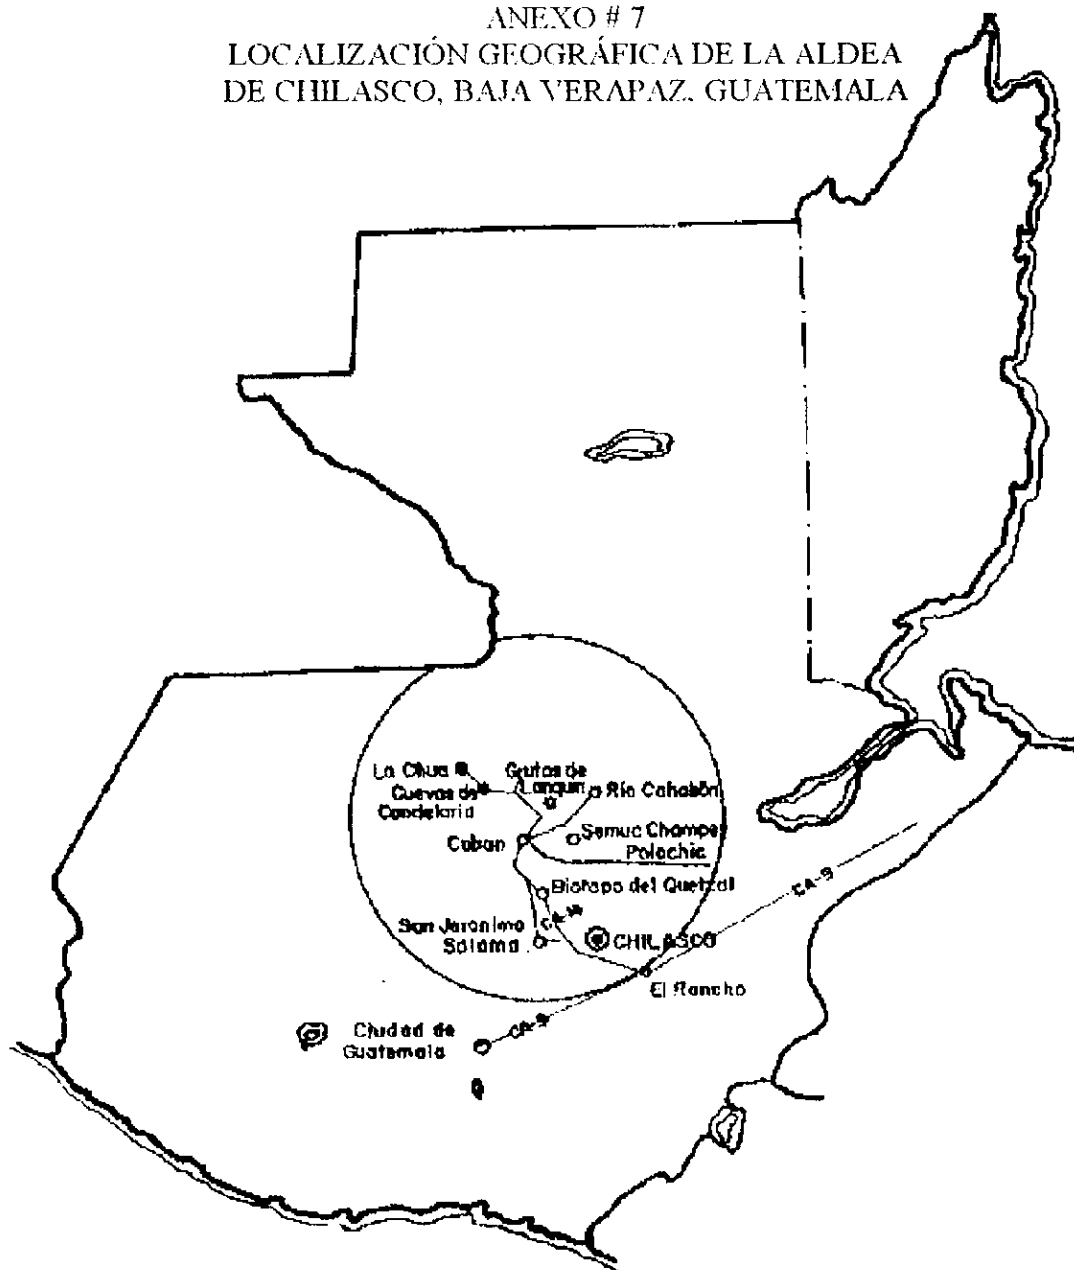 ANEXO # 7
LOCALIZACIÓN GEOGRÁFICA DE LA ALDEA
DE CHILASCO, BAJA VERAPAZ, GUATEMALA
La
Grutas de
Cuevas de
Lanquin
Río Cahabón
Candelaria
Coban
Semuc Champey
Polochic
Biotopo del Quetzal
CA-14
San Jeronimo
Salama
CHILASCO
CA-9
El Rancho
CA-9
Ciudad de
Guatemala